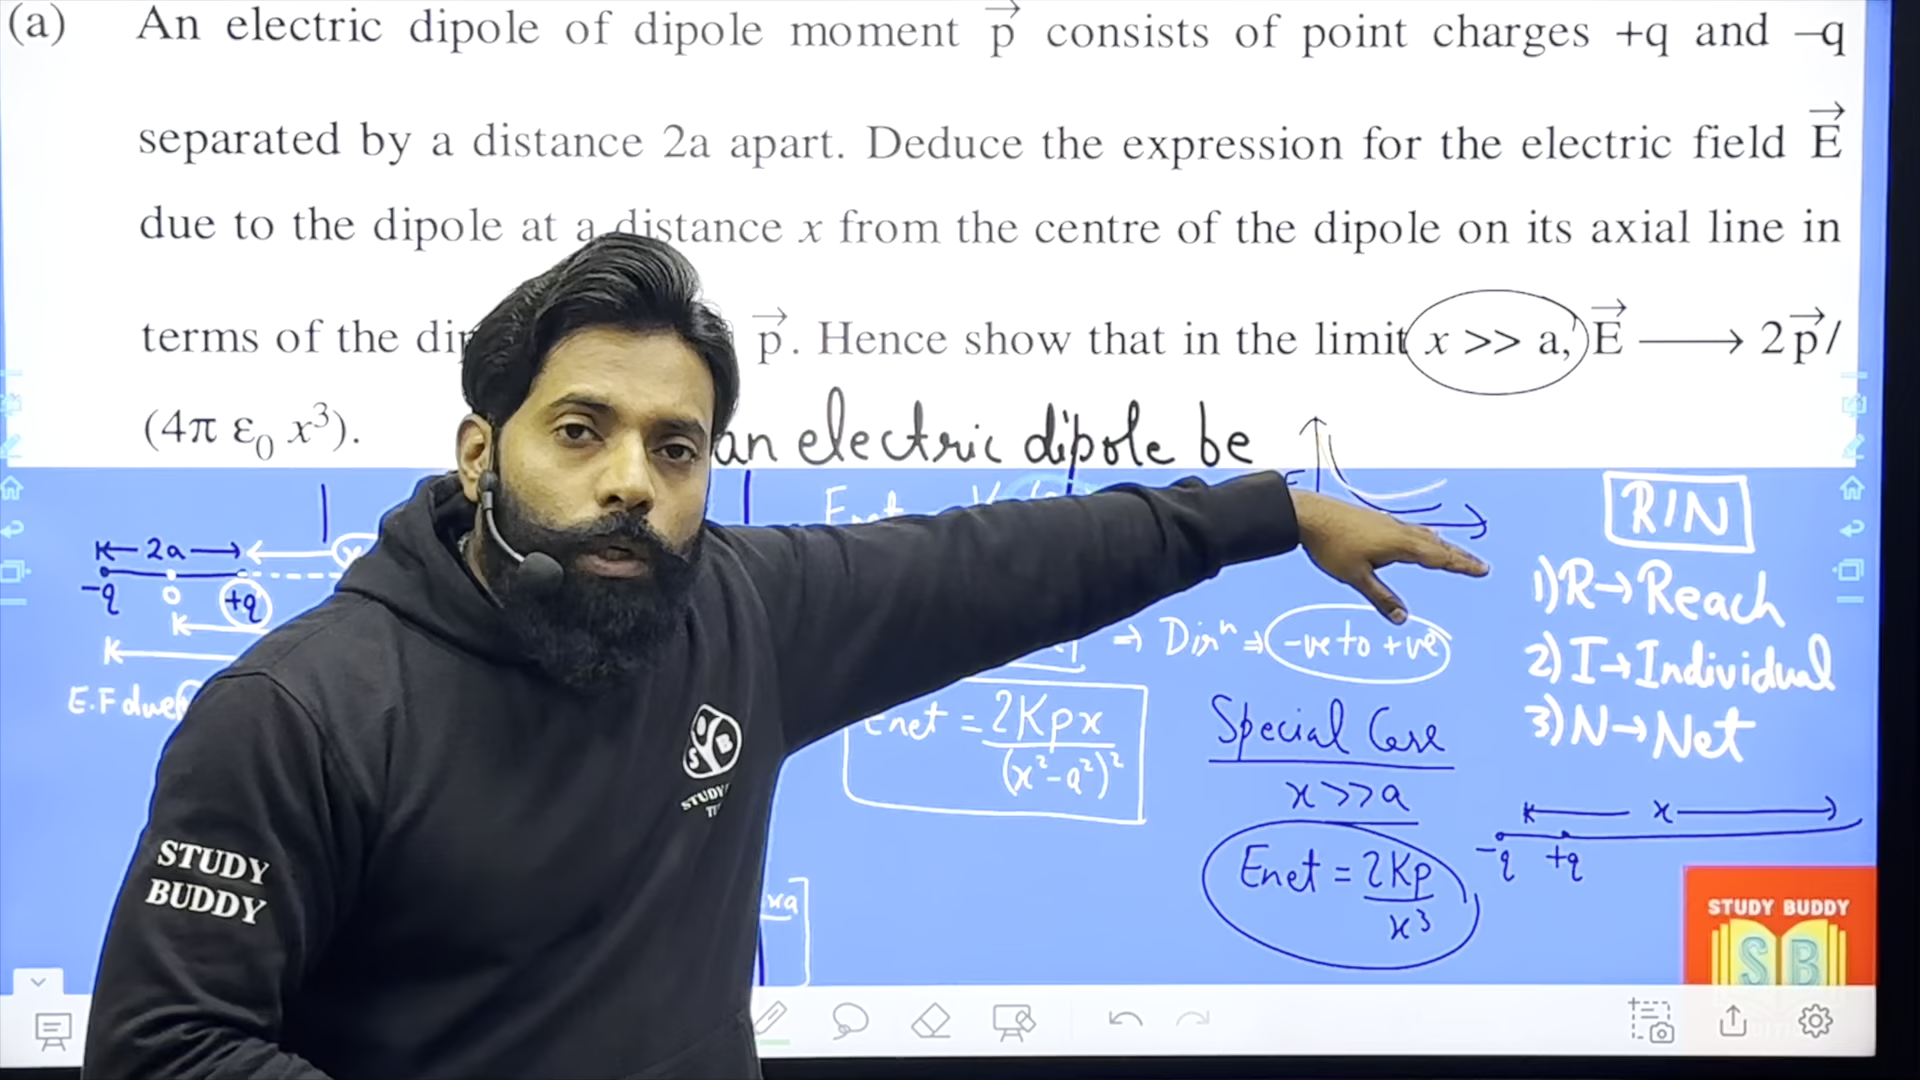 (a) An electric dipole of dipole moment p⃗ consists of point charges +q and –q
separated by a distance 2a apart. Deduce the expression for the electric field E⃗
due to the dipole at a distance x from the centre of the dipole on its axial line in
terms of the p⃗. Hence show that in the limit x >> a, E⃗ ⟶ 2p⃗/
(4π ε₀ x³).
an electric dipole be
2a
-q
o
+q
E.F due
Enet
Enet = 2Kpx / (x²-a²)²
⇒ Dirⁿ ⇒ -ve to +ve
Special Case
x>>a
Enet = 2Kp / x³
RIN
1)R→Reach
2)I→Individual
3)N→Net
x
-q +q
STUDY
BUDDY
SB
STUDY
STUDY BUDDY
SB